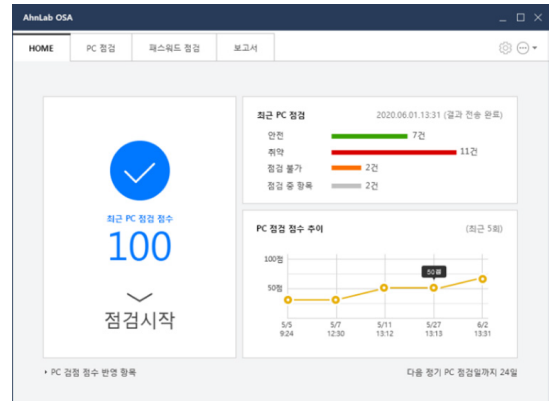 AhnLab OSA
HOME
PC 점검
패스워드 점검
보고서
최근 PC 점검 점수
100
점검시작
최근 PC 점검
2020.06.01.13:31 (결과 전송 완료)
안전 7건
취약 11건
점검 불가 2건
점검 중 항목 2건
PC 점검 점수 추이
(최근 5회)
100점
50점
50점
5/5 5/7 5/11 5/27 6/2
9:24 12:30 13:12 13:13 13:31
PC 검점 점수 반영 항목
다음 정기 PC 점검일까지 24일